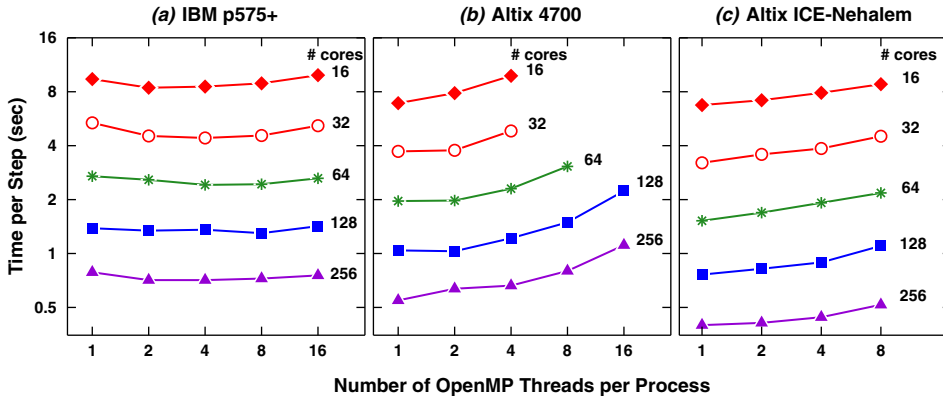 (a) IBM p575+
(b) Altix 4700
(c) Altix ICE-Nehalem
Time per Step (sec)
16
8
4
2
1
0.5
# cores
16
32
64
128
256
1 2 4 8 16
# cores
16
32
64
128
256
1 2 4 8 16
# cores
16
32
64
128
256
1 2 4 8
Number of OpenMP Threads per Process